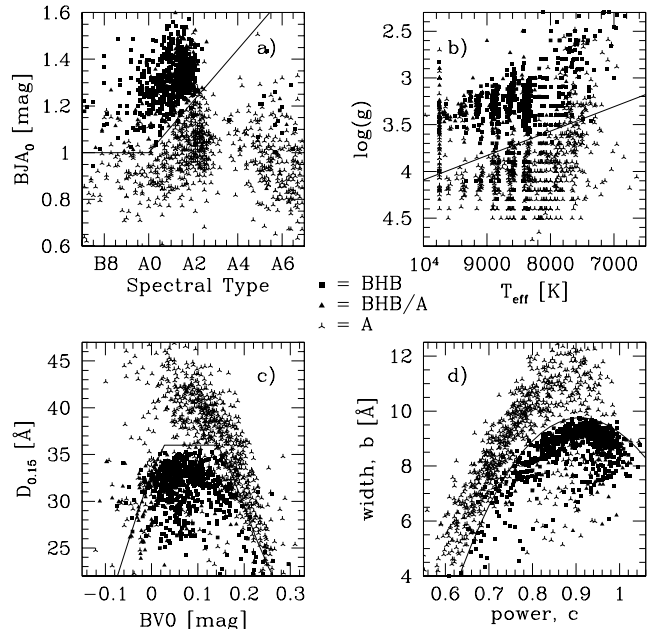 1.6
1.4
1.2
1
0.8
0.6
BJA0 [mag]
a)
B8 A0 A2 A4 A6
Spectral Type
3
3.5
4
4.5
log(g)
b)
10^4 9000 8000 7000
Teff [K]
■ = BHB
▲ = BHB/A
⅄ = A
45
40
35
30
25
D0.15 [Å]
c)
−0.1 0 0.1 0.2 0.3
BV0 [mag]
12
10
8
6
4
width, b [Å]
d)
0.6 0.7 0.8 0.9 1
power, c